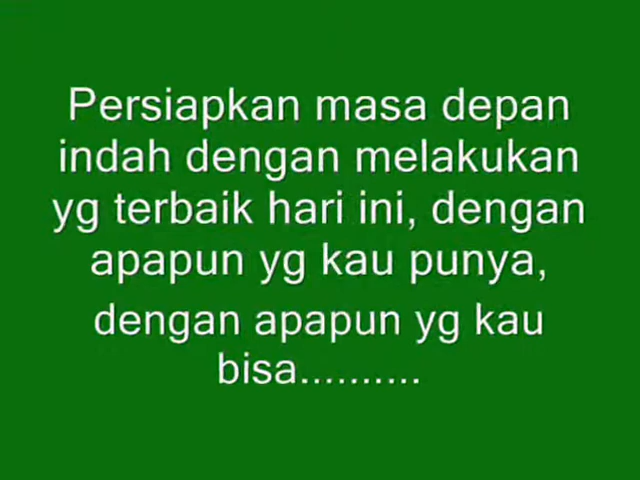 Persiapkan masa depan
indah dengan melakukan
yg terbaik hari ini, dengan
apapun yg kau punya,
dengan apapun yg kau
bisa..........